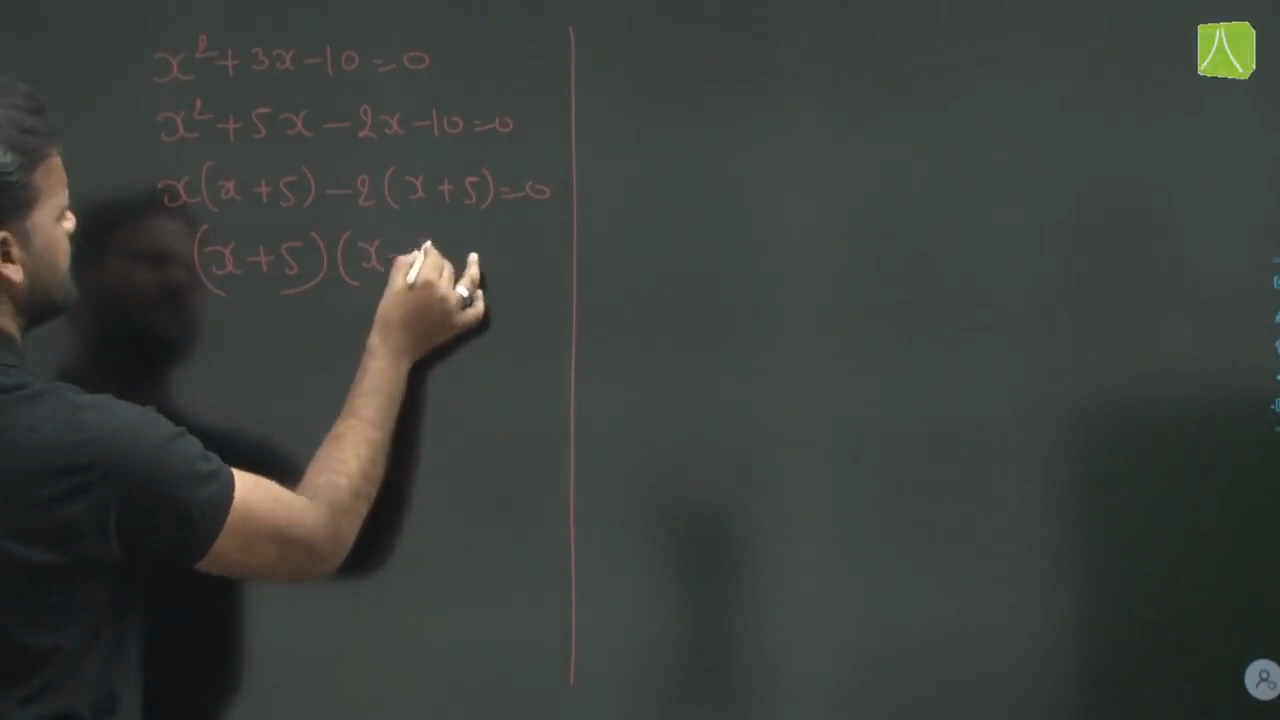 x² + 3x - 10 = 0
x² + 5x - 2x - 10 = 0
x(x + 5) - 2(x + 5) = 0
(x + 5)(x -